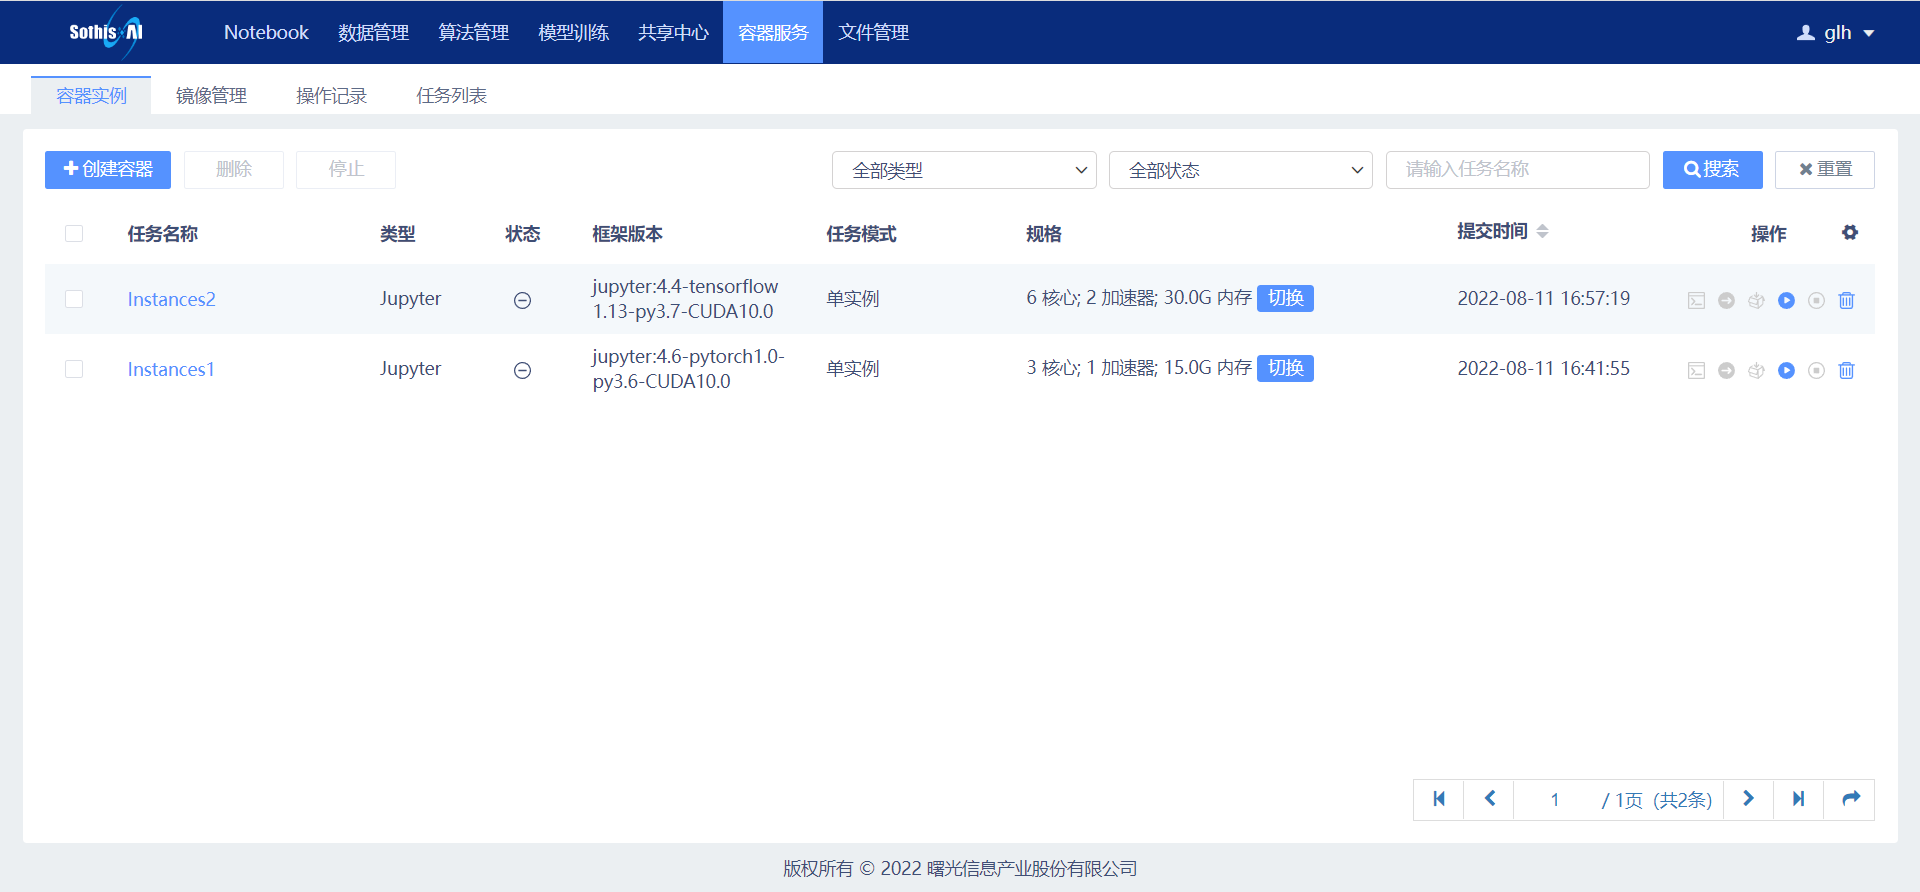 SothisAI
Notebook 数据管理 算法管理 模型训练 共享中心 容器服务 文件管理 glh
容器实例 镜像管理 操作记录 任务列表
创建容器 删除 停止 全部类型 全部状态 请输入任务名称 搜索 重置
任务名称 类型 状态 框架版本 任务模式 规格 提交时间 操作
Instances2 Jupyter jupyter:4.4-tensorflow 单实例 6 核心; 2 加速器; 30.0G 内存 切换 2022-08-11 16:57:19
1.13-py3.7-CUDA10.0
Instances1 Jupyter jupyter:4.6-pytorch1.0- 单实例 3 核心; 1 加速器; 15.0G 内存 切换 2022-08-11 16:41:55
py3.6-CUDA10.0
1 / 1页 (共2条)
版权所有 © 2022 曙光信息产业股份有限公司